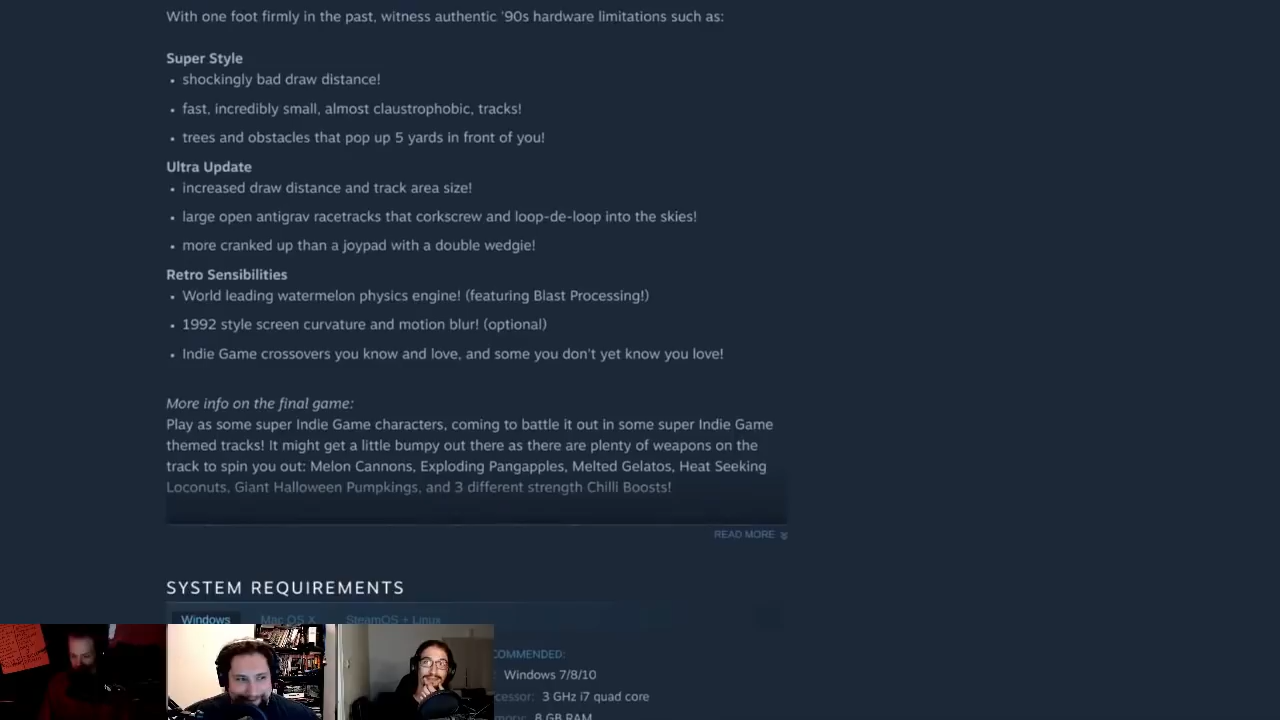 With one foot firmly in the past, witness authentic '90s hardware limitations such as:
Super Style
• shockingly bad draw distance!
• fast, incredibly small, almost claustrophobic, tracks!
• trees and obstacles that pop up 5 yards in front of you!
Ultra Update
• increased draw distance and track area size!
• large open antigrav racetracks that corkscrew and loop-de-loop into the skies!
• more cranked up than a joypad with a double wedgie!
Retro Sensibilities
• World leading watermelon physics engine! (featuring Blast Processing!)
• 1992 style screen curvature and motion blur! (optional)
• Indie Game crossovers you know and love, and some you don't yet know you love!
More info on the final game:
Play as some super Indie Game characters, coming to battle it out in some super Indie Game
themed tracks! It might get a little bumpy out there as there are plenty of weapons on the
track to spin you out: Melon Cannons, Exploding Pangapples, Melted Gelatos, Heat Seeking
Loconuts, Giant Halloween Pumpkings, and 3 different strength Chilli Boosts!
READ MORE
SYSTEM REQUIREMENTS
Windows Mac OS X SteamOS + Linux
COMMENDED:
: Windows 7/8/10
cessor: 3 GHz i7 quad core
mory: 8 GB RAM